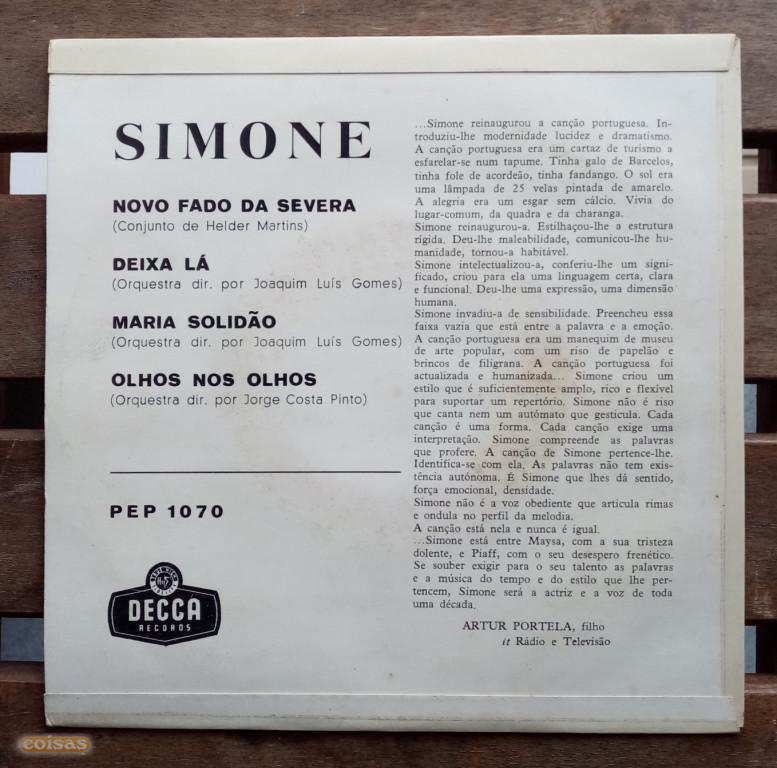 SIMONE
NOVO FADO DA SEVERA
(Conjunto de Helder Martins)
DEIXA LÁ
(Orquestra dir. por Joaquim Luís Gomes)
MARIA SOLIDÃO
(Orquestra dir. por Joaquim Luís Gomes)
OLHOS NOS OLHOS
(Orquestra dir. por Jorge Costa Pinto)
PEP 1070
DECCA
RECORDS
...Simone reinaugurou a canção portuguesa. In-
troduziu-lhe modernidade lucidez e dramatismo.
A canção portuguesa era um cartaz de turismo a
esfarelar-se num tapume. Tinha galo de Barcelos,
tinha fole de acordeão, tinha fandango. O sol era
uma lâmpada de 25 velas pintada de amarelo.
A alegria era um esgar sem cálcio. Vivia do
lugar-comum, da quadra e da charanga.
Simone reinaugurou-a. Estilhaçou-lhe a estrutura
rígida. Deu-lhe maleabilidade, comunicou-lhe hu-
manidade, tornou-a habitável.
Simone intelectualizou-a, conferiu-lhe um signi-
ficado, criou para ela uma linguagem certa, clara
e funcional. Deu-lhe uma expressão, uma dimensão
humana.
Simone invadiu-a de sensibilidade. Preencheu essa
faixa vazia que está entre a palavra e a emoção.
A canção portuguesa era um manequim de museu
de arte popular, com um riso de papelão e
brincos de filigrana. A canção portuguesa foi
actualizada e humanizada... Simone criou um
estilo que é suficientemente amplo, rico e flexível
para suportar um repertório. Simone não é riso
que canta nem um autómato que gesticula. Cada
canção é uma forma. Cada canção exige uma
interpretação. Simone compreende as palavras
que profere. A canção de Simone pertence-lhe.
Identifica-se com ela. As palavras não tem exis-
tência autónoma. É Simone que lhes dá sentido,
força emocional, densidade.
Simone não é a voz obediente que articula rimas
e ondula no perfil da melodia.
A canção está nela e nunca é igual.
...Simone está entre Maysa, com a sua tristeza
dolente, e Piaff, com o seu desespero frenético.
Se souber exigir para o seu talento as palavras
e a música do tempo e do estilo que lhe per-
tencem, Simone será a actriz e a voz de toda
uma década.
ARTUR PORTELA, filho
it Rádio e Televisão
coisas